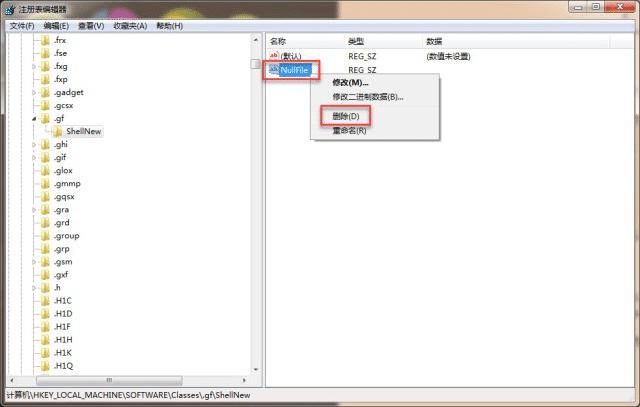 注册表编辑器
文件(F) 编辑(E) 查看(V) 收藏夹(A) 帮助(H)
.frx
.fse
.fxg
.fxp
.gadget
.gcsx
.gf
ShellNew
.ghi
.gif
.glox
.gmmp
.gqsx
.gra
.grd
.group
.grp
.gsm
.gxf
.h
.H1C
.H1D
.H1F
.H1H
.H1K
.H1Q
名称 类型 数据
ab (默认) REG_SZ (数值未设置)
NullFile REG_SZ
修改(M)...
修改二进制数据(B)...
删除(D)
重命名(R)
计算机\HKEY_LOCAL_MACHINE\SOFTWARE\Classes\.gf\ShellNew